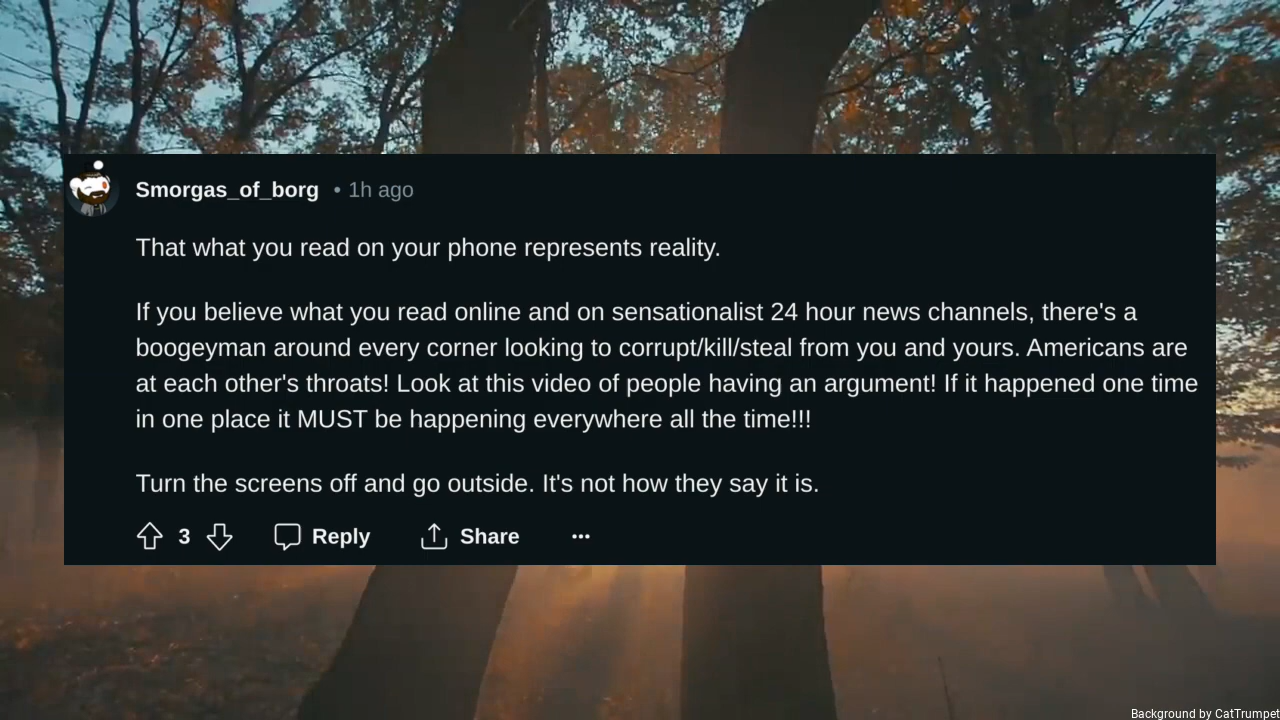 Smorgas_of_borg • 1h ago
That what you read on your phone represents reality.
If you believe what you read online and on sensationalist 24 hour news channels, there's a
boogeyman around every corner looking to corrupt/kill/steal from you and yours. Americans are
at each other's throats! Look at this video of people having an argument! If it happened one time
in one place it MUST be happening everywhere all the time!!!
Turn the screens off and go outside. It's not how they say it is.
3 Reply Share
Background by CatTrumpet